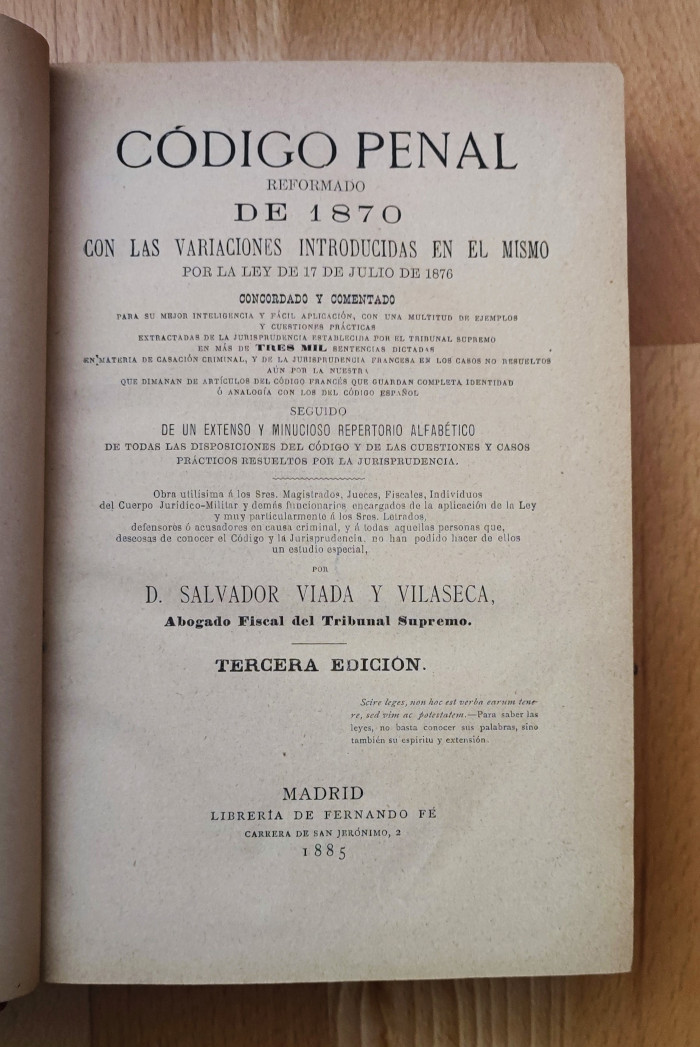 CÓDIGO PENAL
REFORMADO
DE 1870
CON LAS VARIACIONES INTRODUCIDAS EN EL MISMO
POR LA LEY DE 17 DE JULIO DE 1876
CONCORDADO Y COMENTADO
PARA SU MEJOR INTELIGENCIA Y FÁCIL APLICACIÓN, CON UNA MULTITUD DE EJEMPLOS
Y CUESTIONES PRÁCTICAS
EXTRACTADAS DE LA JURISPRUDENCIA ESTABLECIDA POR EL TRIBUNAL SUPREMO
EN MÁS DE TRES MIL SENTENCIAS DICTADAS
EN MATERIA DE CASACIÓN CRIMINAL, Y DE LA JURISPRUDENCIA FRANCESA EN LOS CASOS NO RESUELTOS
AÚN POR LA NUESTRA
QUE DIMANAN DE ARTÍCULOS DEL CÓDIGO FRANCÉS QUE GUARDAN COMPLETA IDENTIDAD
Ó ANALOGÍA CON LOS DEL CÓDIGO ESPAÑOL
SEGUIDO
DE UN EXTENSO Y MINUCIOSO REPERTORIO ALFABÉTICO
DE TODAS LAS DISPOSICIONES DEL CÓDIGO Y DE LAS CUESTIONES Y CASOS
PRÁCTICOS RESUELTOS POR LA JURISPRUDENCIA.
Obra utilísima á los Sres. Magistrados, Jueces, Fiscales, Individuos
del Cuerpo Jurídico-Militar y demás funcionarios encargados de la aplicación de la Ley
y muy particularmente á los Sres. Letrados,
defensores ó acusadores en causa criminal, y á todas aquellas personas que,
deseosas de conocer el Código y la Jurisprudencia, no han podido hacer de ellos
un estudio especial,
POR
D. SALVADOR VIADA Y VILASECA,
Abogado Fiscal del Tribunal Supremo.
TERCERA EDICIÓN.
Scire leges, non hoc est verba earum tene-
re, sed vim ac potestatem.—Para saber las
leyes, no basta conocer sus palabras, sino
también su espíritu y extensión.
MADRID
LIBRERÍA DE FERNANDO FÉ
CARRERA DE SAN JERÓNIMO, 2
1885